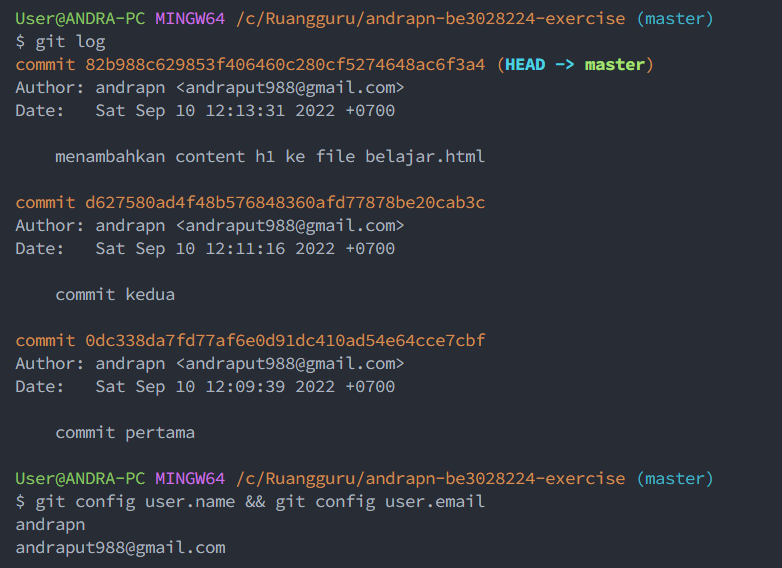 User@ANDRA-PC MINGW64 /c/Ruangguru/andrapn-be3028224-exercise (master)
$ git log
commit 82b988c629853f406460c280cf5274648ac6f3a4 (HEAD -> master)
Author: andrapn <andraput988@gmail.com>
Date:   Sat Sep 10 12:13:31 2022 +0700
    menambahkan content h1 ke file belajar.html
commit d627580ad4f48b576848360afd77878be20cab3c
Author: andrapn <andraput988@gmail.com>
Date:   Sat Sep 10 12:11:16 2022 +0700
    commit kedua
commit 0dc338da7fd77af6e0d91dc410ad54e64cce7cbf
Author: andrapn <andraput988@gmail.com>
Date:   Sat Sep 10 12:09:39 2022 +0700
    commit pertama
User@ANDRA-PC MINGW64 /c/Ruangguru/andrapn-be3028224-exercise (master)
$ git config user.name && git config user.email
andrapn
andraput988@gmail.com